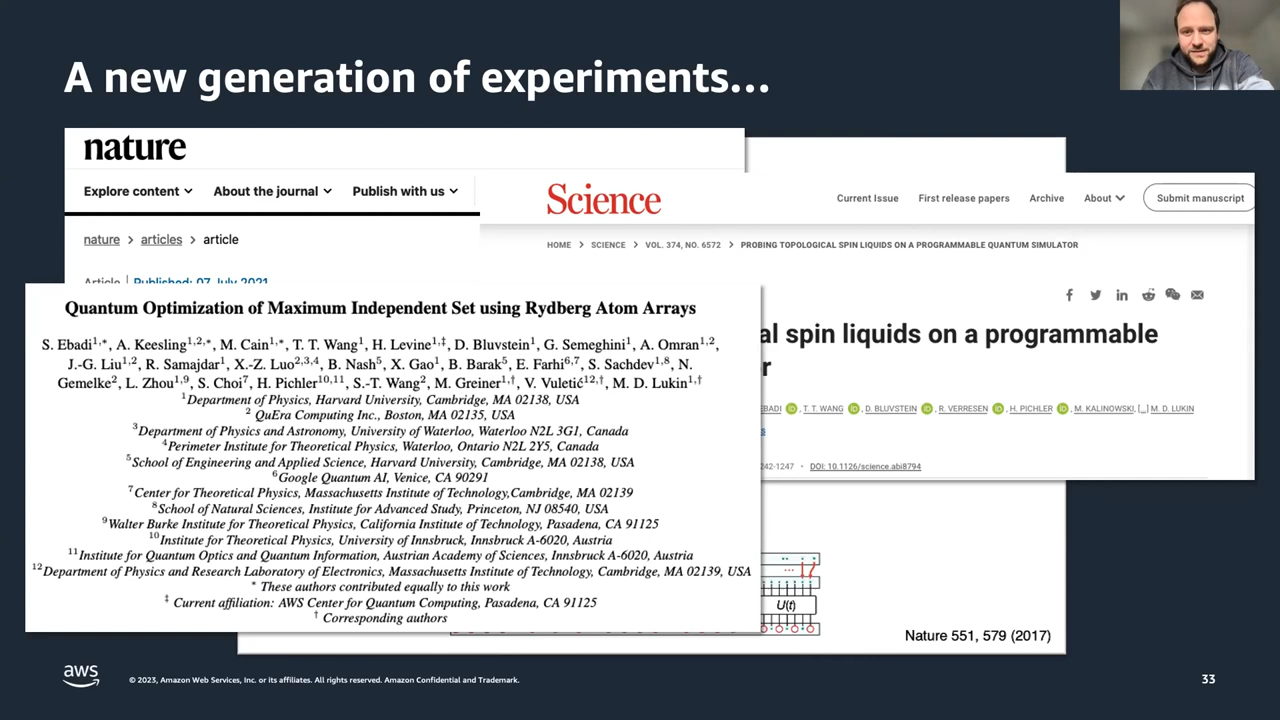 A new generation of experiments...
nature
Explore content
About the journal
Publish with us
nature > articles > article
Article | Published: 07 July 2021
Science
Current Issue
First release papers
Archive
About
Submit manuscript
HOME > SCIENCE > VOL. 374, NO. 6572 > PROBING TOPOLOGICAL SPIN LIQUIDS ON A PROGRAMMABLE QUANTUM SIMULATOR
al spin liquids on a programmable
r
EBADI, T. T. WANG, D. BLUVSTEIN, R. VERRESEN, H. PICHLER, M. KALINOWSKI, [...] M. D. LUKIN
s
242-1247 • DOI: 10.1126/science.abi8794
Quantum Optimization of Maximum Independent Set using Rydberg Atom Arrays
S. Ebadi1,*, A. Keesling1,2,*, M. Cain1,*, T. T. Wang1, H. Levine1,‡, D. Bluvstein1, G. Semeghini1, A. Omran1,2,
J.-G. Liu1,2, R. Samajdar1, X.-Z. Luo2,3,4, B. Nash5, X. Gao1, B. Barak5, E. Farhi6,7, S. Sachdev1,8, N.
Gemelke2, L. Zhou1,9, S. Choi7, H. Pichler10,11, S.-T. Wang2, M. Greiner1,†, V. Vuletić12,†, M. D. Lukin1,†
1Department of Physics, Harvard University, Cambridge, MA 02138, USA
2 QuEra Computing Inc., Boston, MA 02135, USA
3Department of Physics and Astronomy, University of Waterloo, Waterloo N2L 3G1, Canada
4Perimeter Institute for Theoretical Physics, Waterloo, Ontario N2L 2Y5, Canada
5School of Engineering and Applied Science, Harvard University, Cambridge, MA 02138, USA
6Google Quantum AI, Venice, CA 90291
7Center for Theoretical Physics, Massachusetts Institute of Technology,Cambridge, MA 02139
8School of Natural Sciences, Institute for Advanced Study, Princeton, NJ 08540, USA
9Walter Burke Institute for Theoretical Physics, California Institute of Technology, Pasadena, CA 91125
10Institute for Theoretical Physics, University of Innsbruck, Innsbruck A-6020, Austria
11Institute for Quantum Optics and Quantum Information, Austrian Academy of Sciences, Innsbruck A-6020, Austria
12Department of Physics and Research Laboratory of Electronics, Massachusetts Institute of Technology, Cambridge, MA 02139, USA
* These authors contributed equally to this work
‡ Current affiliation: AWS Center for Quantum Computing, Pasadena, CA 91125
† Corresponding authors
U(t)
Nature 551, 579 (2017)
aws
© 2023, Amazon Web Services, Inc. or its affiliates. All rights reserved. Amazon Confidential and Trademark.
33